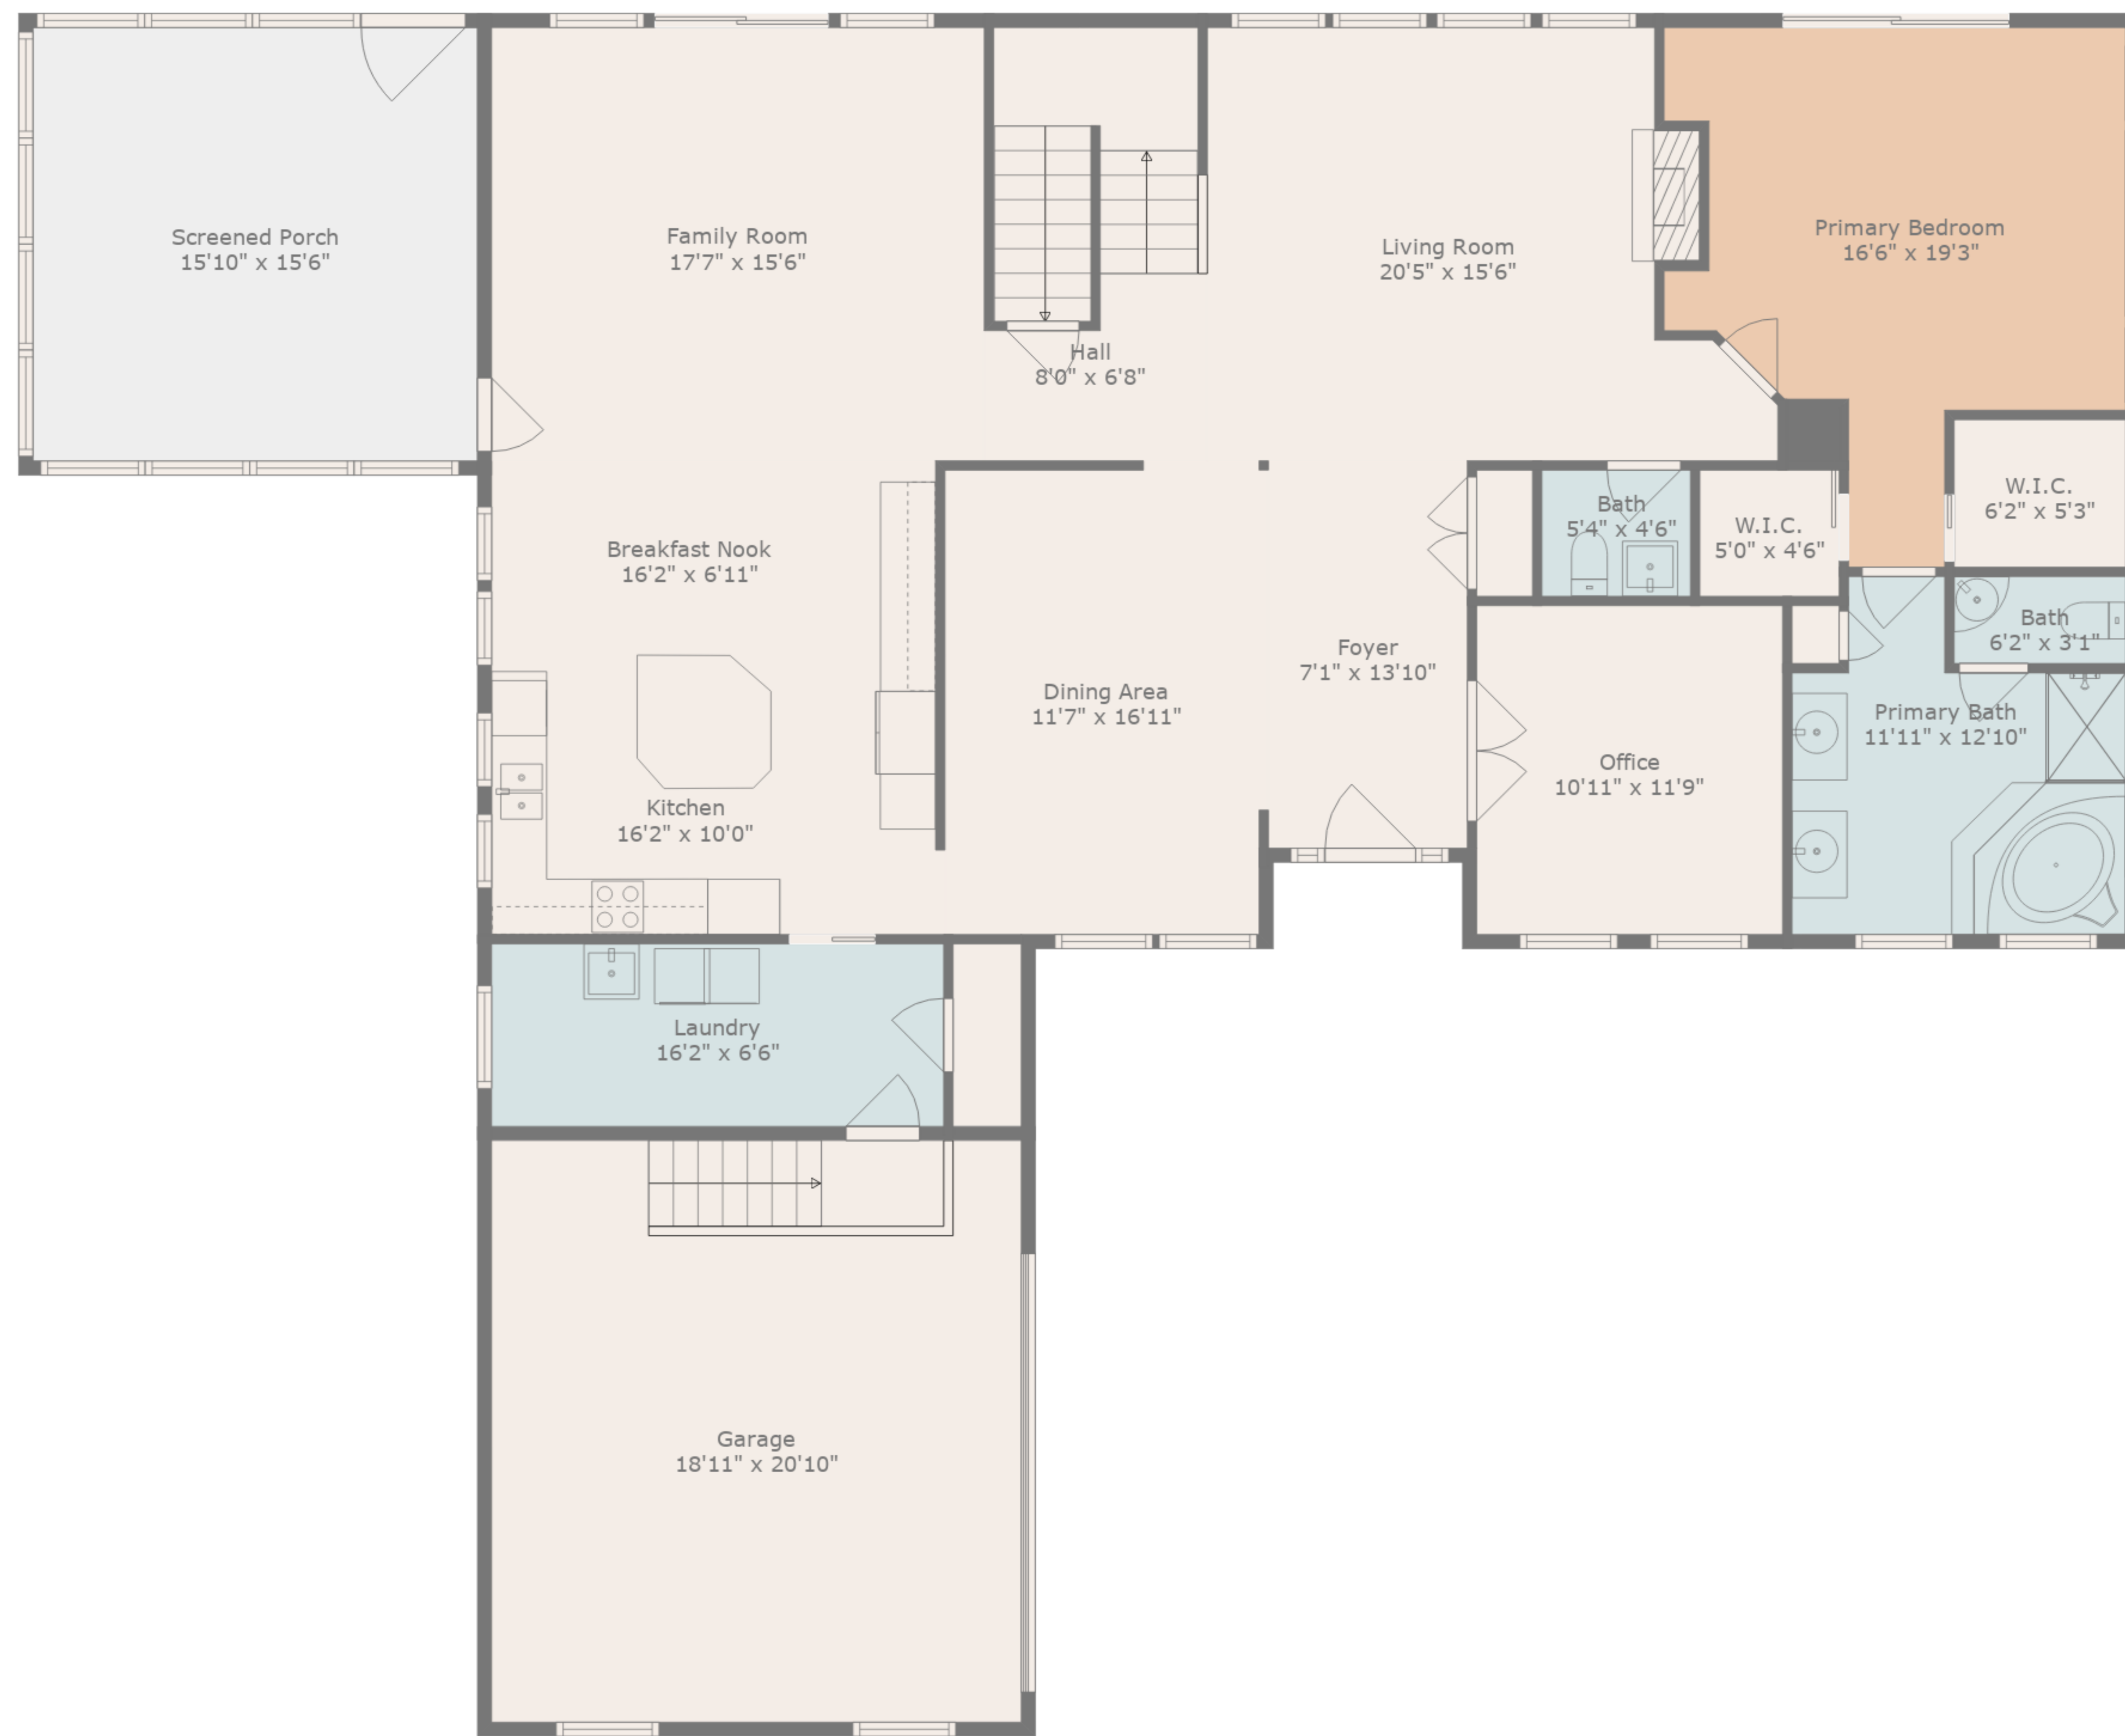 Screened Porch
15'10" x 15'6"
Family Room
17'7" x 15'6"
Living Room
20'5" x 15'6"
Primary Bedroom
16'6" x 19'3"
Hall
8'0" x 6'8"
Breakfast Nook
16'2" x 6'11"
Bath
5'4" x 4'6"
W.I.C.
5'0" x 4'6"
W.I.C.
6'2" x 5'3"
Bath
6'2" x 3'1"
Foyer
7'1" x 13'10"
Dining Area
11'7" x 16'11"
Primary Bath
11'11" x 12'10"
Office
10'11" x 11'9"
Kitchen
16'2" x 10'0"
Laundry
16'2" x 6'6"
Garage
18'11" x 20'10"